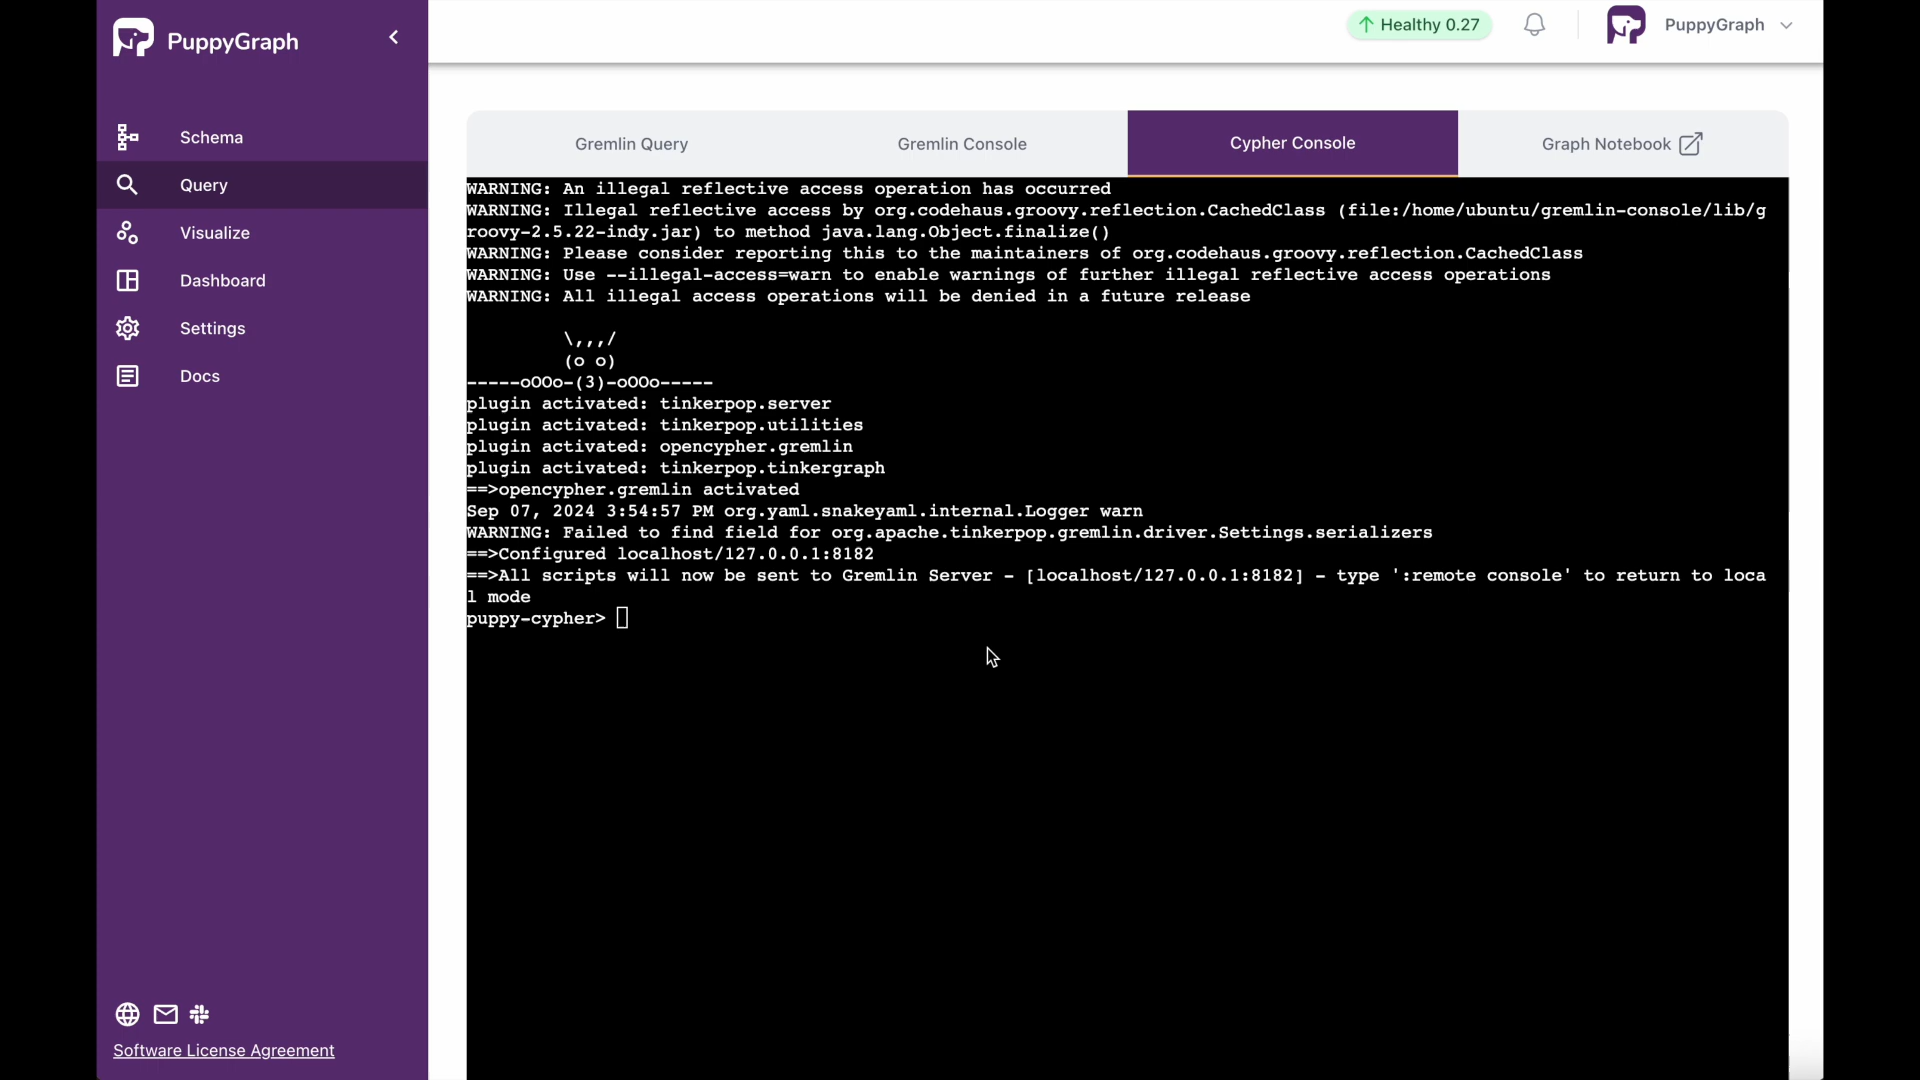 PuppyGraph
Schema
Query
Visualize
Dashboard
Settings
Docs
Software License Agreement
Healthy 0.27
PuppyGraph
Gremlin Query
Gremlin Console
Cypher Console
Graph Notebook
WARNING: An illegal reflective access operation has occurred
WARNING: Illegal reflective access by org.codehaus.groovy.reflection.CachedClass (file:/home/ubuntu/gremlin-console/lib/g
roovy-2.5.22-indy.jar) to method java.lang.Object.finalize()
WARNING: Please consider reporting this to the maintainers of org.codehaus.groovy.reflection.CachedClass
WARNING: Use --illegal-access=warn to enable warnings of further illegal reflective access operations
WARNING: All illegal access operations will be denied in a future release
\,,,/
(o o)
-----oOOo-(3)-oOOo-----
plugin activated: tinkerpop.server
plugin activated: tinkerpop.utilities
plugin activated: opencypher.gremlin
plugin activated: tinkerpop.tinkergraph
==>opencypher.gremlin activated
Sep 07, 2024 3:54:57 PM org.yaml.snakeyaml.internal.Logger warn
WARNING: Failed to find field for org.apache.tinkerpop.gremlin.driver.Settings.serializers
==>Configured localhost/127.0.0.1:8182
==>All scripts will now be sent to Gremlin Server - [localhost/127.0.0.1:8182] - type ':remote console' to return to loca
l mode
puppy-cypher>